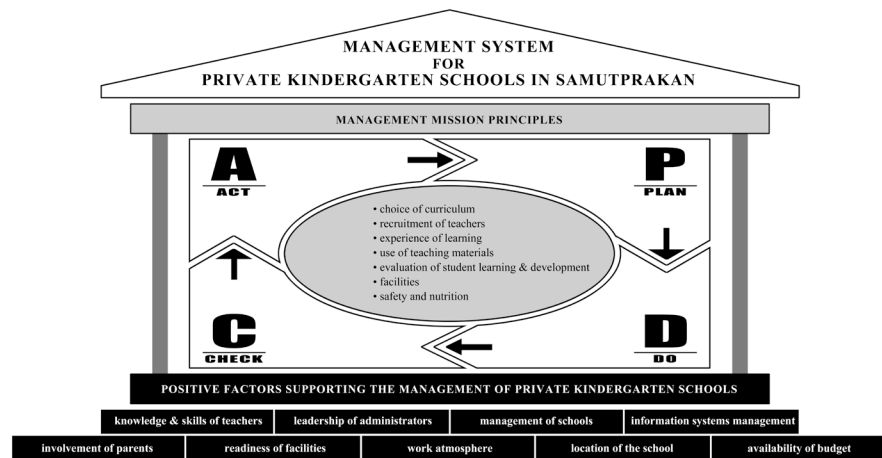 MANAGEMENT SYSTEM
FOR
PRIVATE KINDERGARTEN SCHOOLS IN SAMUTPRAKAN
MANAGEMENT MISSION PRINCIPLES
A
ACT
P
PLAN
• choice of curriculum
• recruitment of teachers
• experience of learning
• use of teaching materials
• evaluation of student learning & development
• facilities
• safety and nutrition
C
CHECK
D
DO
POSITIVE FACTORS SUPPORTING THE MANAGEMENT OF PRIVATE KINDERGARTEN SCHOOLS
knowledge & skills of teachers
leadership of administrators
management of schools
information systems management
involvement of parents
readiness of facilities
work atmosphere
location of the school
availability of budget